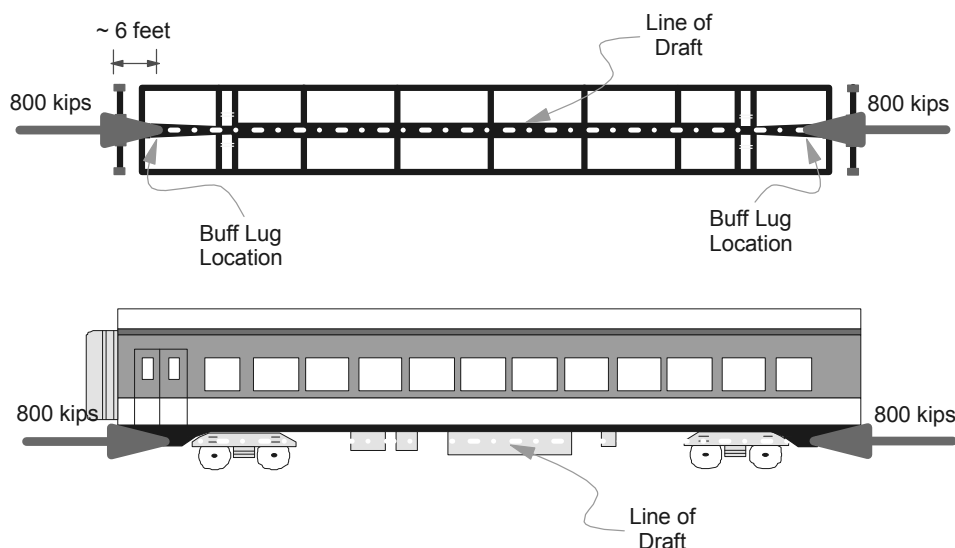 ~ 6 feet
Line of
Draft
800 kips
800 kips
Buff Lug
Location
Buff Lug
Location
800 kips
800 kips
Line of
Draft